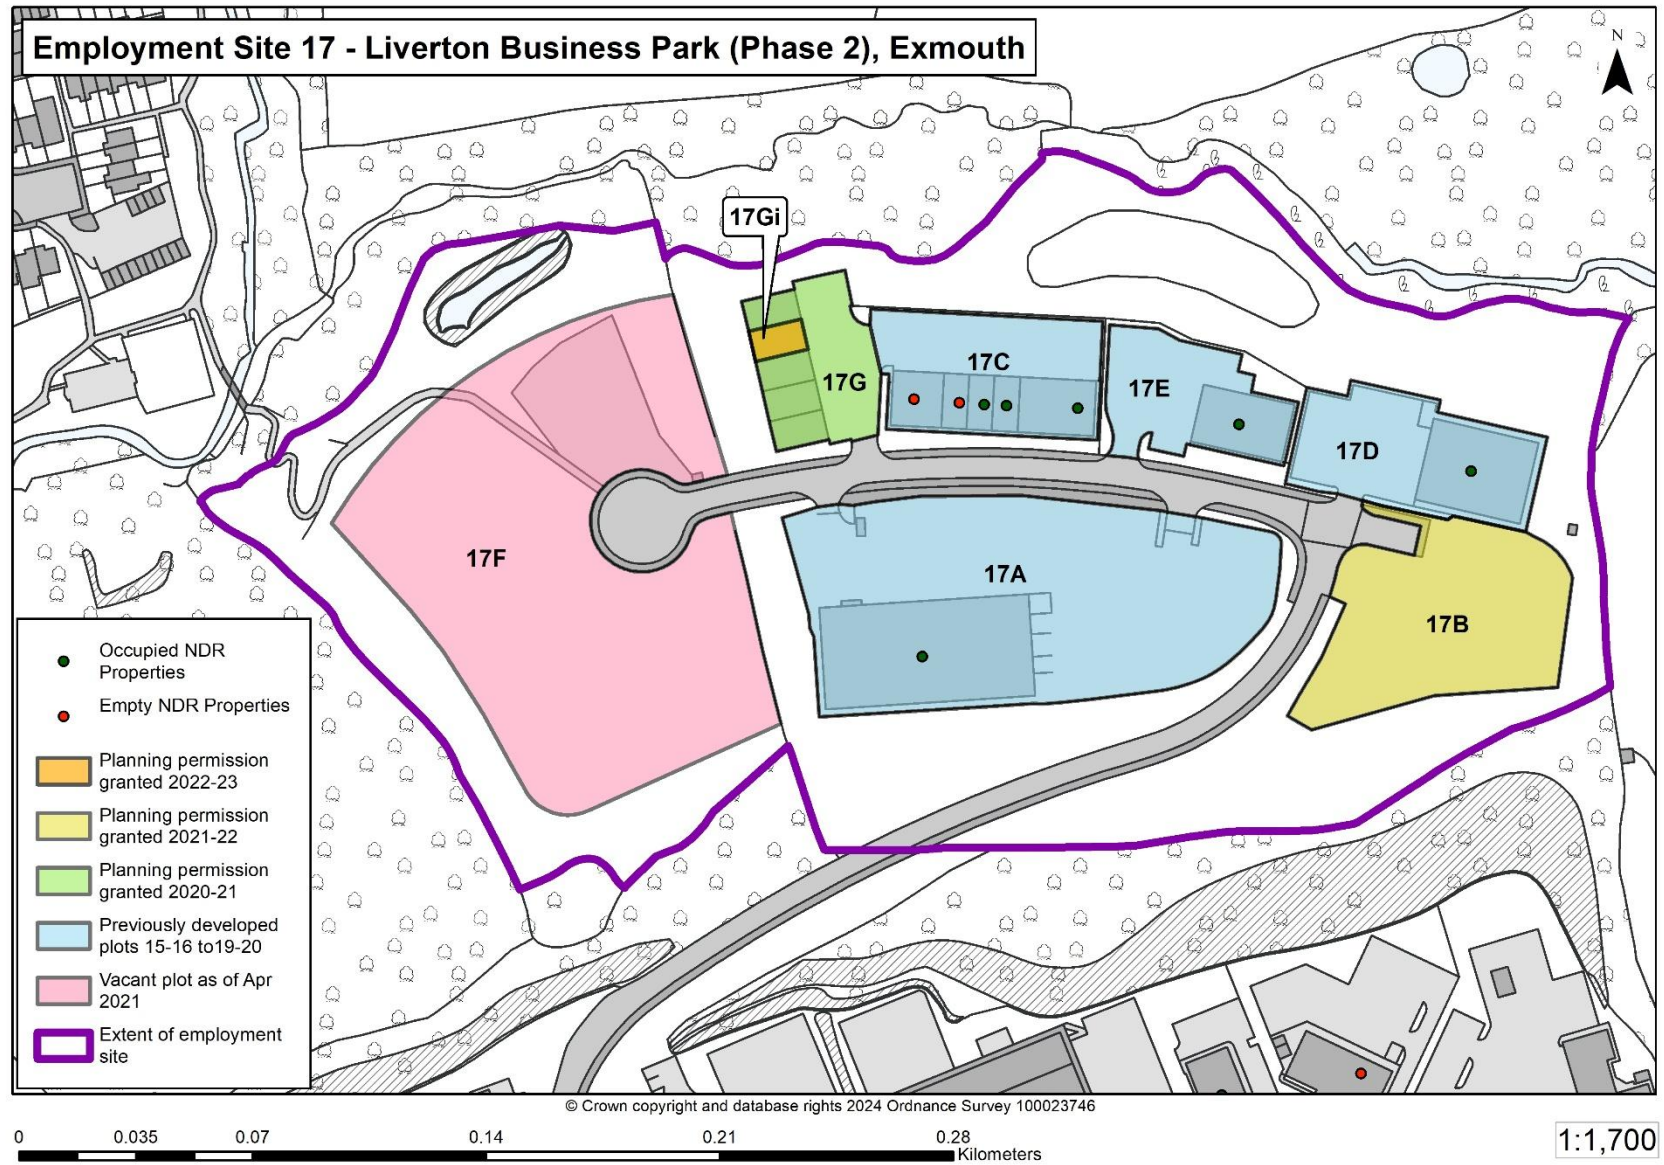 Employment Site 17 - Liverton Business Park (Phase 2), Exmouth
N
17Gi
17G
17C
17E
17D
17F
17A
17B
Occupied NDR
Properties
Empty NDR Properties
Planning permission
granted 2022-23
Planning permission
granted 2021-22
Planning permission
granted 2020-21
Previously developed
plots 15-16 to19-20
Vacant plot as of Apr
2021
Extent of employment
site
© Crown copyright and database rights 2024 Ordnance Survey 100023746
0 0.035 0.07 0.14 0.21 0.28
Kilometers
1:1,700